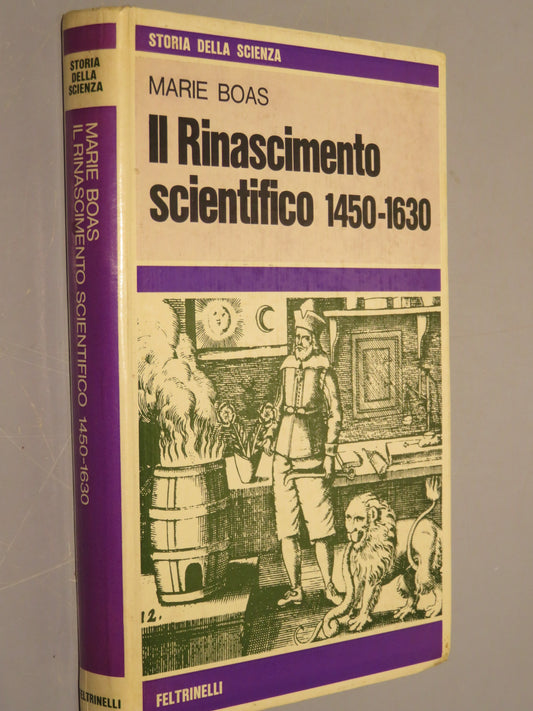 STORIA
DELLA
SCIENZA
MARIE BOAS
IL RINASCIMENTO SCIENTIFICO 1450-1630
FELTRINELLI
STORIA DELLA SCIENZA
MARIE BOAS
Il Rinascimento
scientifico 1450-1630
12.
FELTRINELLI